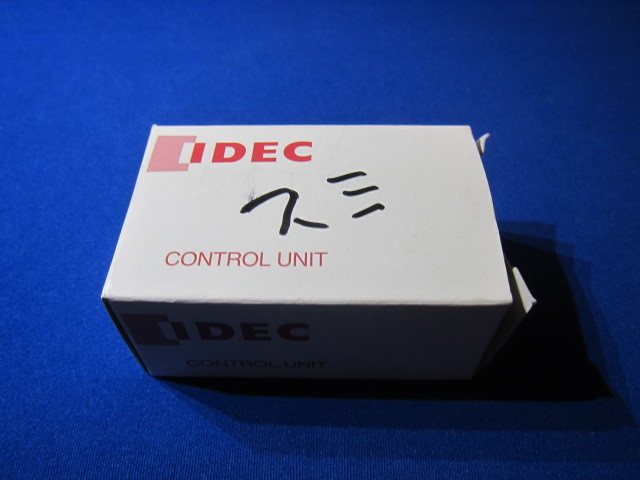 IDEC
スミ
CONTROL UNIT
IDEC
CONTROL UNIT